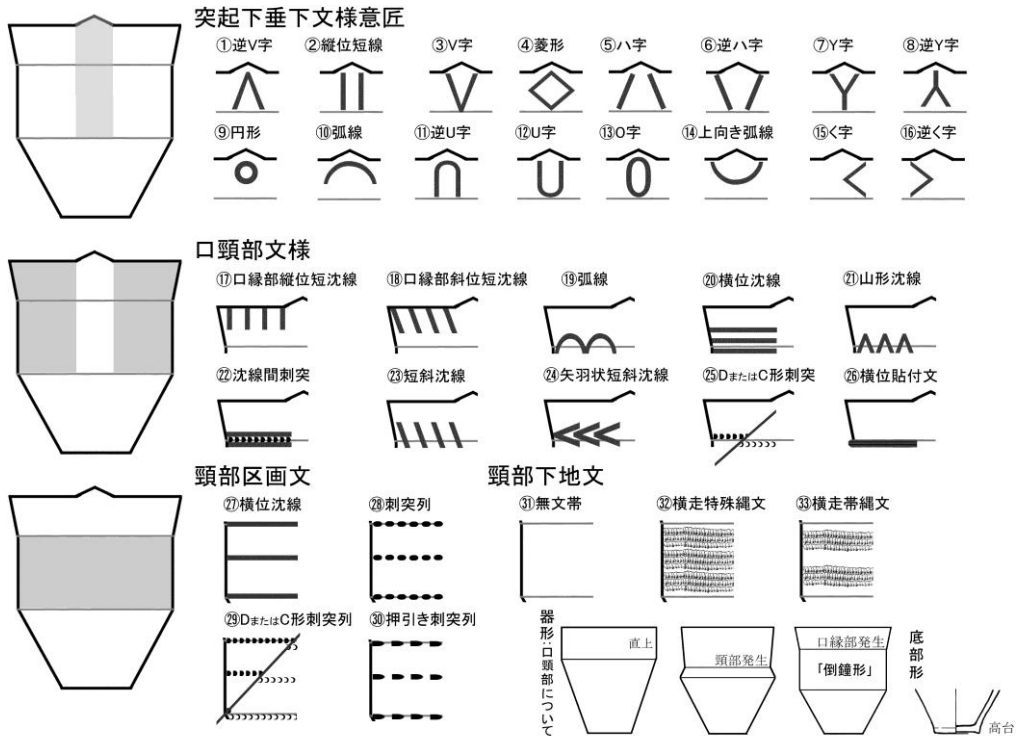 突起下垂下文様意匠
①逆V字 ②縦位短線 ③V字 ④菱形 ⑤ハ字 ⑥逆ハ字 ⑦Y字 ⑧逆Y字
⑨円形 ⑩弧線 ⑪逆U字 ⑫U字 ⑬O字 ⑭上向き弧線 ⑮く字 ⑯逆く字
口頸部文様
⑰口縁部縦位短沈線 ⑱口縁部斜位短沈線 ⑲弧線 ⑳横位沈線 ㉑山形沈線
㉒沈線間刺突 ㉓短斜沈線 ㉔矢羽状短斜沈線 ㉕DまたはC形刺突 ㉖横位貼付文
頸部区画文
㉗横位沈線 ㉘刺突列
㉙DまたはC形刺突列 ㉚押引き刺突列
頸部下地文
㉛無文帯 ㉜横走特殊縄文 ㉝横走帯縄文
器形:口頸部について
直上
頸部発生
口縁部発生
「倒鐘形」
底部形
高台